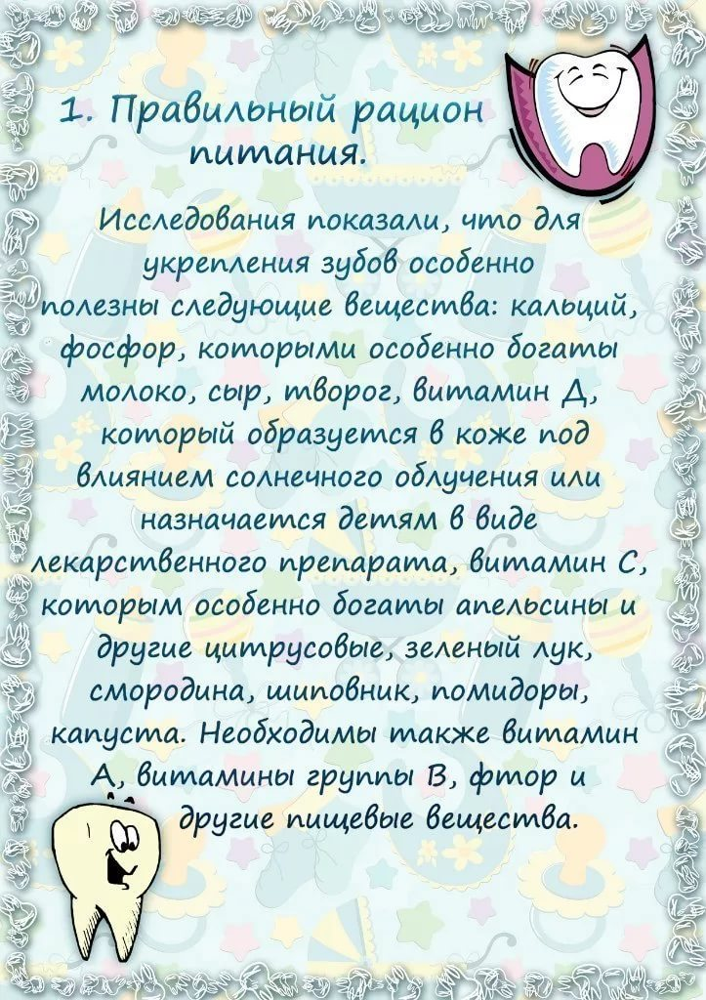 1. Правильный рацион
питания.
Исследования показали, что для
укрепления зубов особенно
полезны следующие вещества: кальций,
фосфор, которыми особенно богаты
молоко, сыр, творог, витамин Д,
который образуется в коже под
влиянием солнечного облучения или
назначается детям в виде
лекарственного препарата, витамин С,
которым особенно богаты апельсины и
другие цитрусовые, зеленый лук,
смородина, шиповник, помидоры,
капуста. Необходимы также витамин
А, витамины группы В, фтор и
другие пищевые вещества.